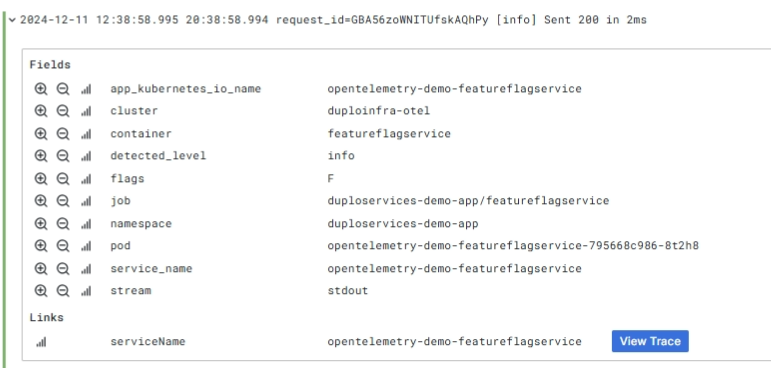 2024-12-11 12:38:58.995 20:38:58.994 request_id=GBA56zoWNITUfskAQhPy [info] Sent 200 in 2ms
Fields
app_kubernetes_io_name opentelemetry-demo-featureflagservice
cluster duploinfra-otel
container featureflagservice
detected_level info
flags F
job duploservices-demo-app/featureflagservice
namespace duploservices-demo-app
pod opentelemetry-demo-featureflagservice-795668c986-8t2h8
service_name opentelemetry-demo-featureflagservice
stream stdout
Links
serviceName opentelemetry-demo-featureflagservice View Trace